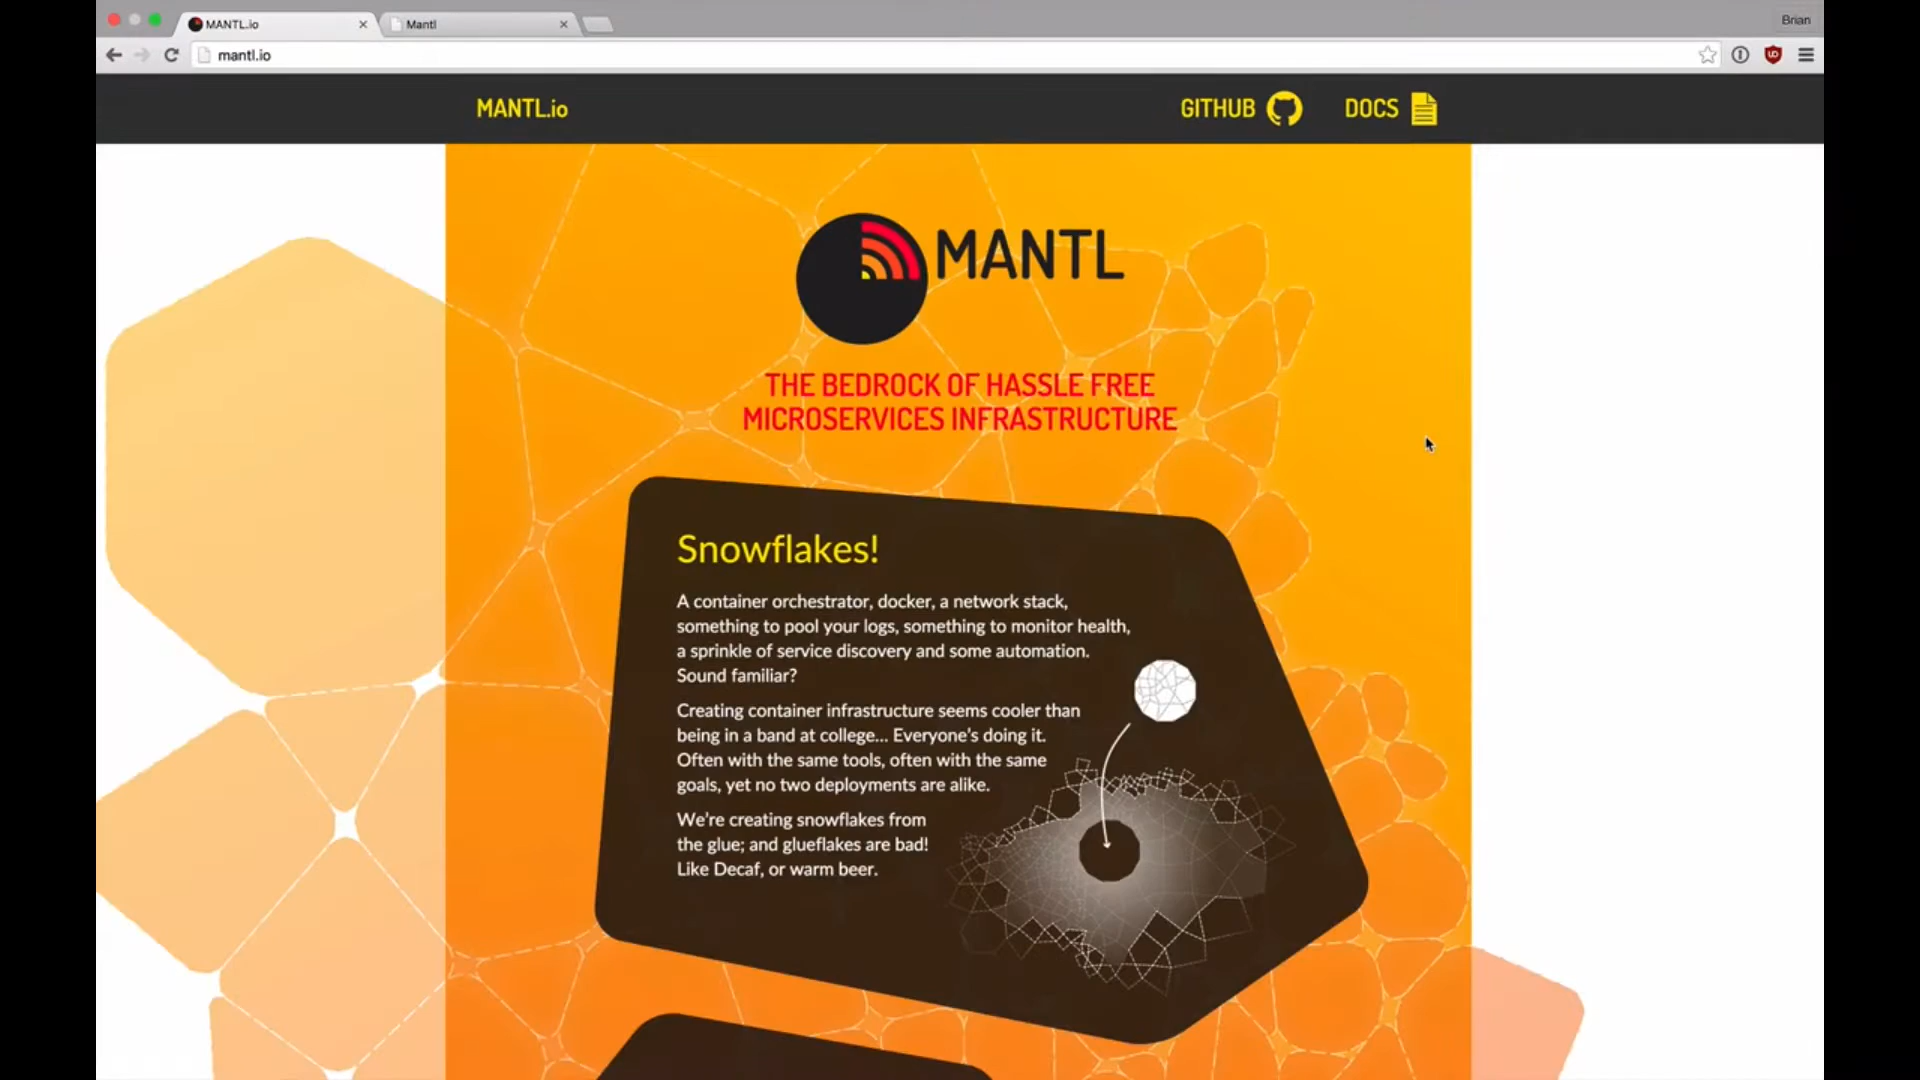 MANTL.io
Mantl
Brian
mantl.io
MANTL.io
GITHUB
DOCS
MANTL
THE BEDROCK OF HASSLE FREE
MICROSERVICES INFRASTRUCTURE
Snowflakes!
A container orchestrator, docker, a network stack,
something to pool your logs, something to monitor health,
a sprinkle of service discovery and some automation.
Sound familiar?
Creating container infrastructure seems cooler than
being in a band at college... Everyone's doing it.
Often with the same tools, often with the same
goals, yet no two deployments are alike.
We're creating snowflakes from
the glue; and glueflakes are bad!
Like Decaf, or warm beer.